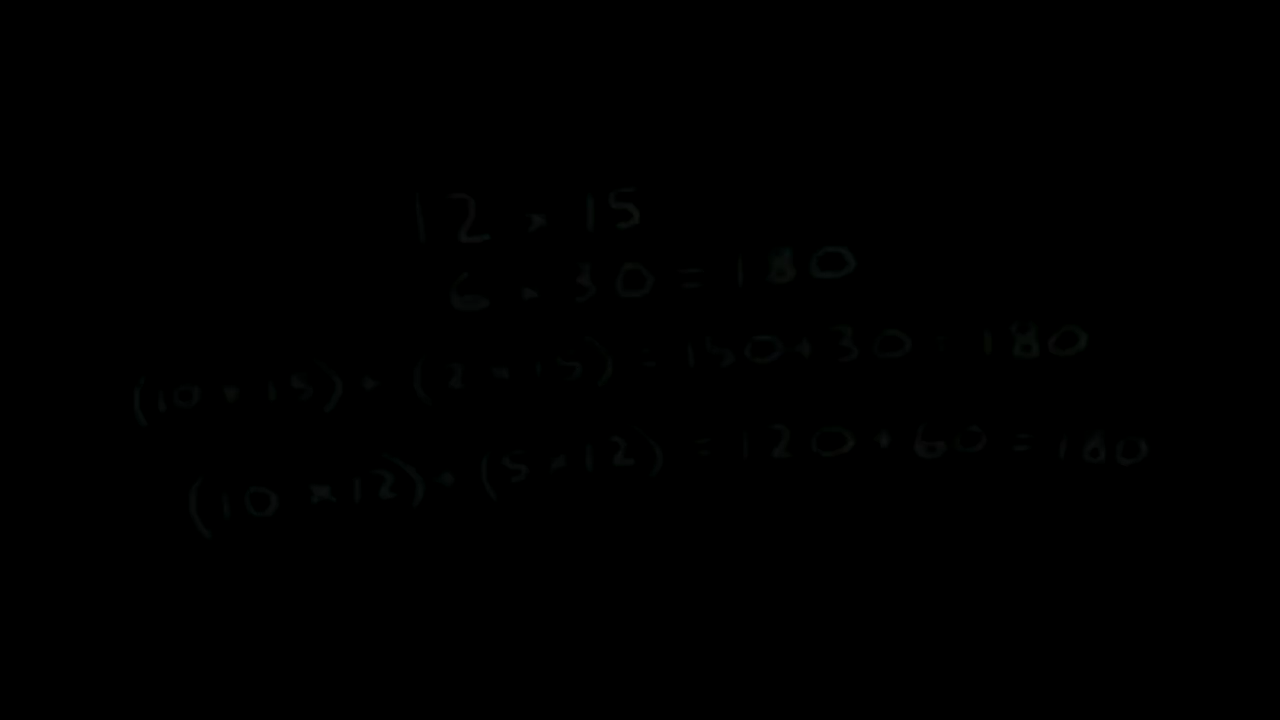 12 × 15
6 × 30 = 180
(10 × 15) + (2 × 15) = 150 + 30 = 180
(10 × 12) + (5 × 12) = 120 + 60 = 180